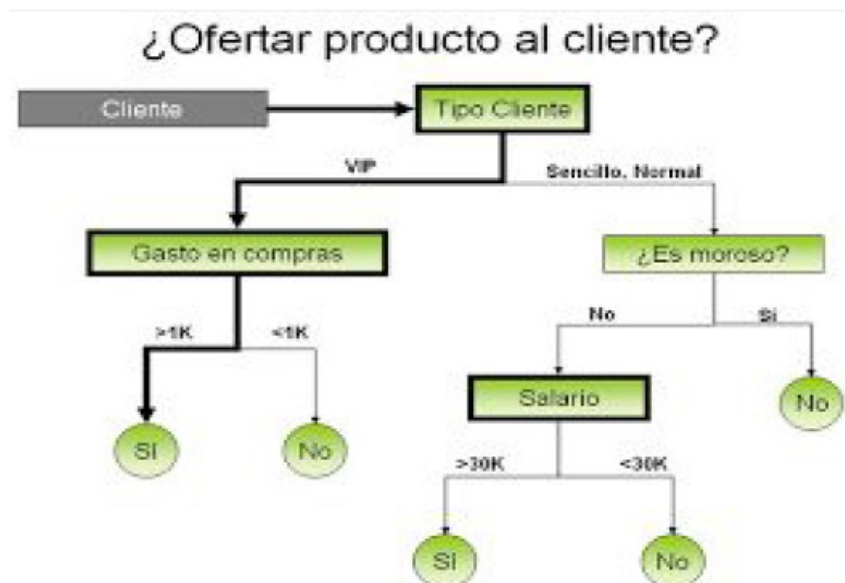 ¿Ofertar producto al cliente?
Cliente
Tipo Cliente
VIP
Sencillo, Normal
Gasto en compras
¿Es moroso?
>1K
<1K
No
Si
Salario
No
Si
No
>30K
<30K
Si
No